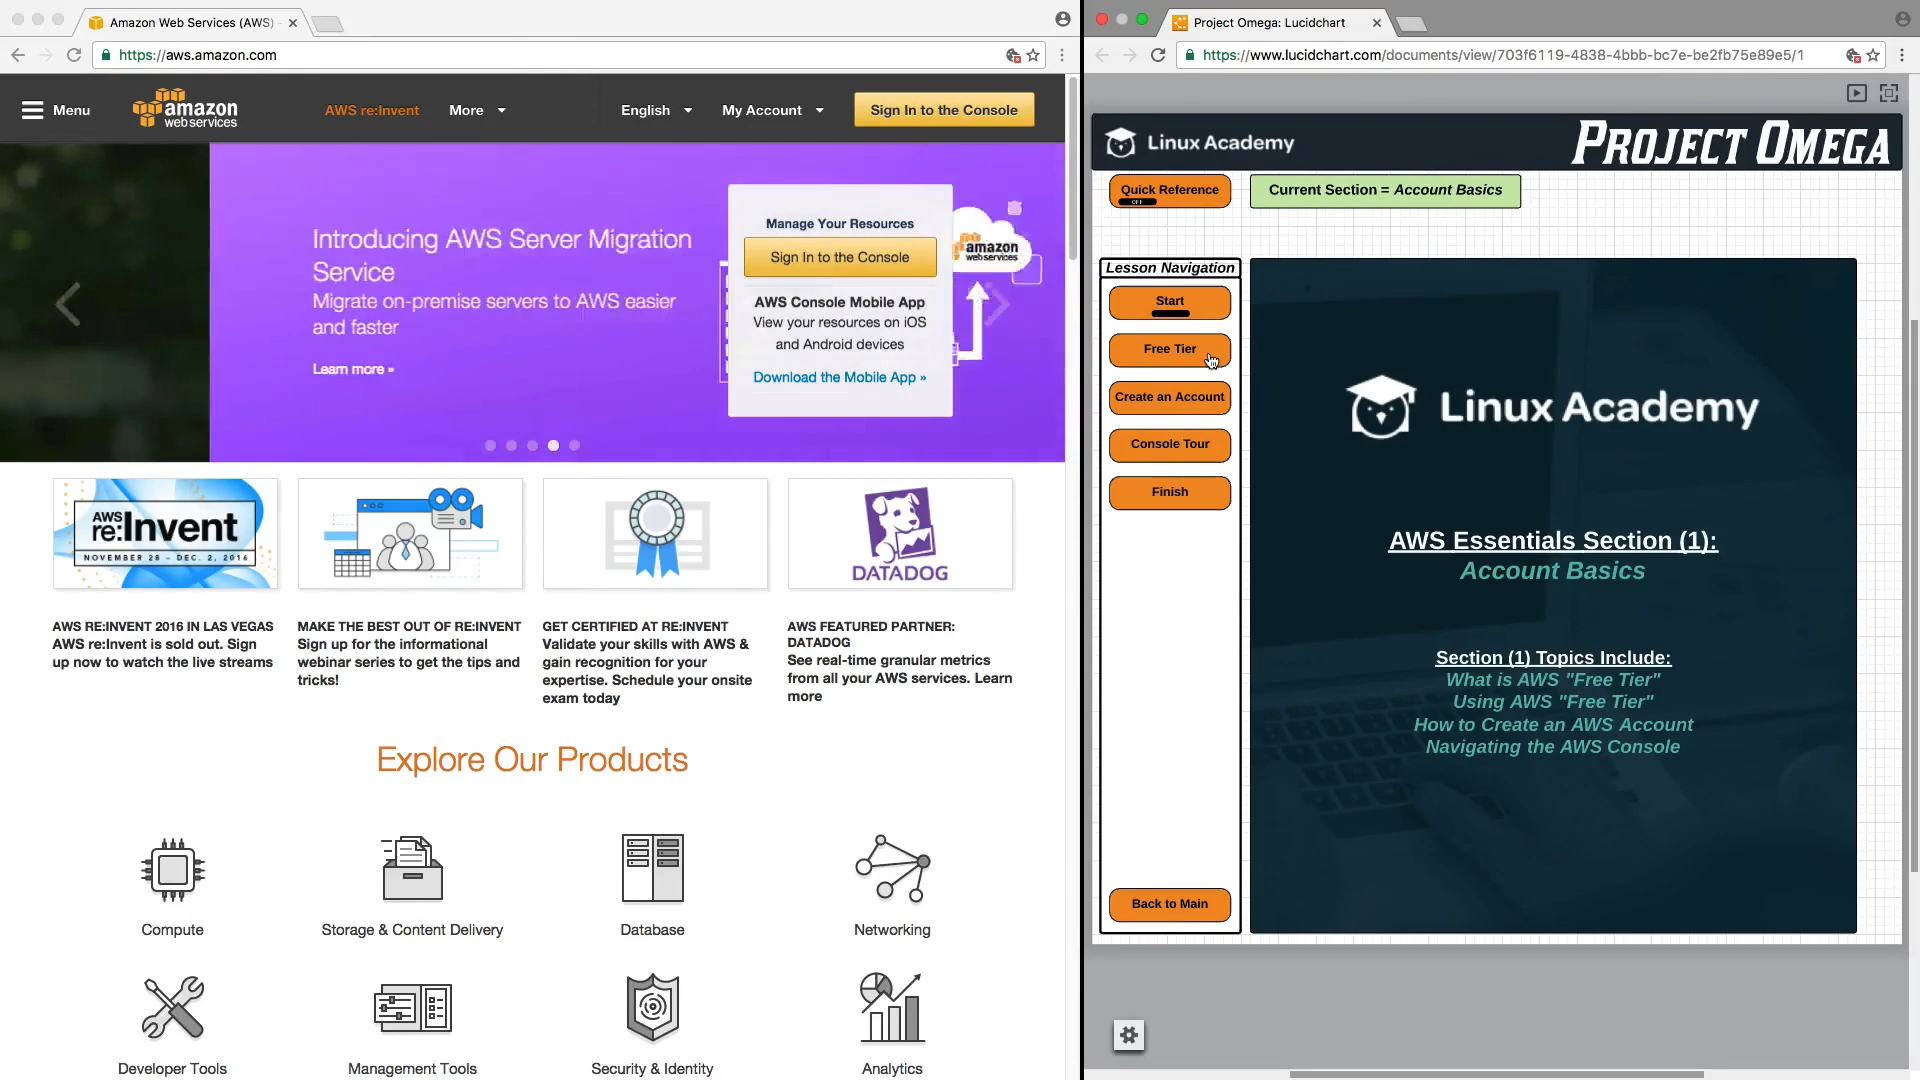 Amazon Web Services (AWS)
https://aws.amazon.com
Menu
amazon
web services
AWS re:Invent
More
English
My Account
Sign In to the Console
Introducing AWS Server Migration
Service
Migrate on-premise servers to AWS easier
and faster
Learn more »
Manage Your Resources
Sign In to the Console
AWS Console Mobile App
View your resources on iOS
and Android devices
Download the Mobile App »
amazon
web services
AWS
re:Invent
NOVEMBER 28 – DEC. 2, 2016
DATADOG
AWS RE:INVENT 2016 IN LAS VEGAS
AWS re:Invent is sold out. Sign
up now to watch the live streams
MAKE THE BEST OUT OF RE:INVENT
Sign up for the informational
webinar series to get the tips and
tricks!
GET CERTIFIED AT RE:INVENT
Validate your skills with AWS &
gain recognition for your
expertise. Schedule your onsite
exam today
AWS FEATURED PARTNER:
DATADOG
See real-time granular metrics
from all your AWS services. Learn
more
Explore Our Products
Compute
Storage & Content Delivery
Database
Networking
Developer Tools
Management Tools
Security & Identity
Analytics
Project Omega: Lucidchart
https://www.lucidchart.com/documents/view/703f6119-4838-4bbb-bc7e-be2fb75e89e5/1
Linux Academy
PROJECT OMEGA
Quick Reference
OFF
Current Section = Account Basics
Lesson Navigation
Start
Free Tier
Create an Account
Console Tour
Finish
Back to Main
Linux Academy
AWS Essentials Section (1):
Account Basics
Section (1) Topics Include:
What is AWS "Free Tier"
Using AWS "Free Tier"
How to Create an AWS Account
Navigating the AWS Console